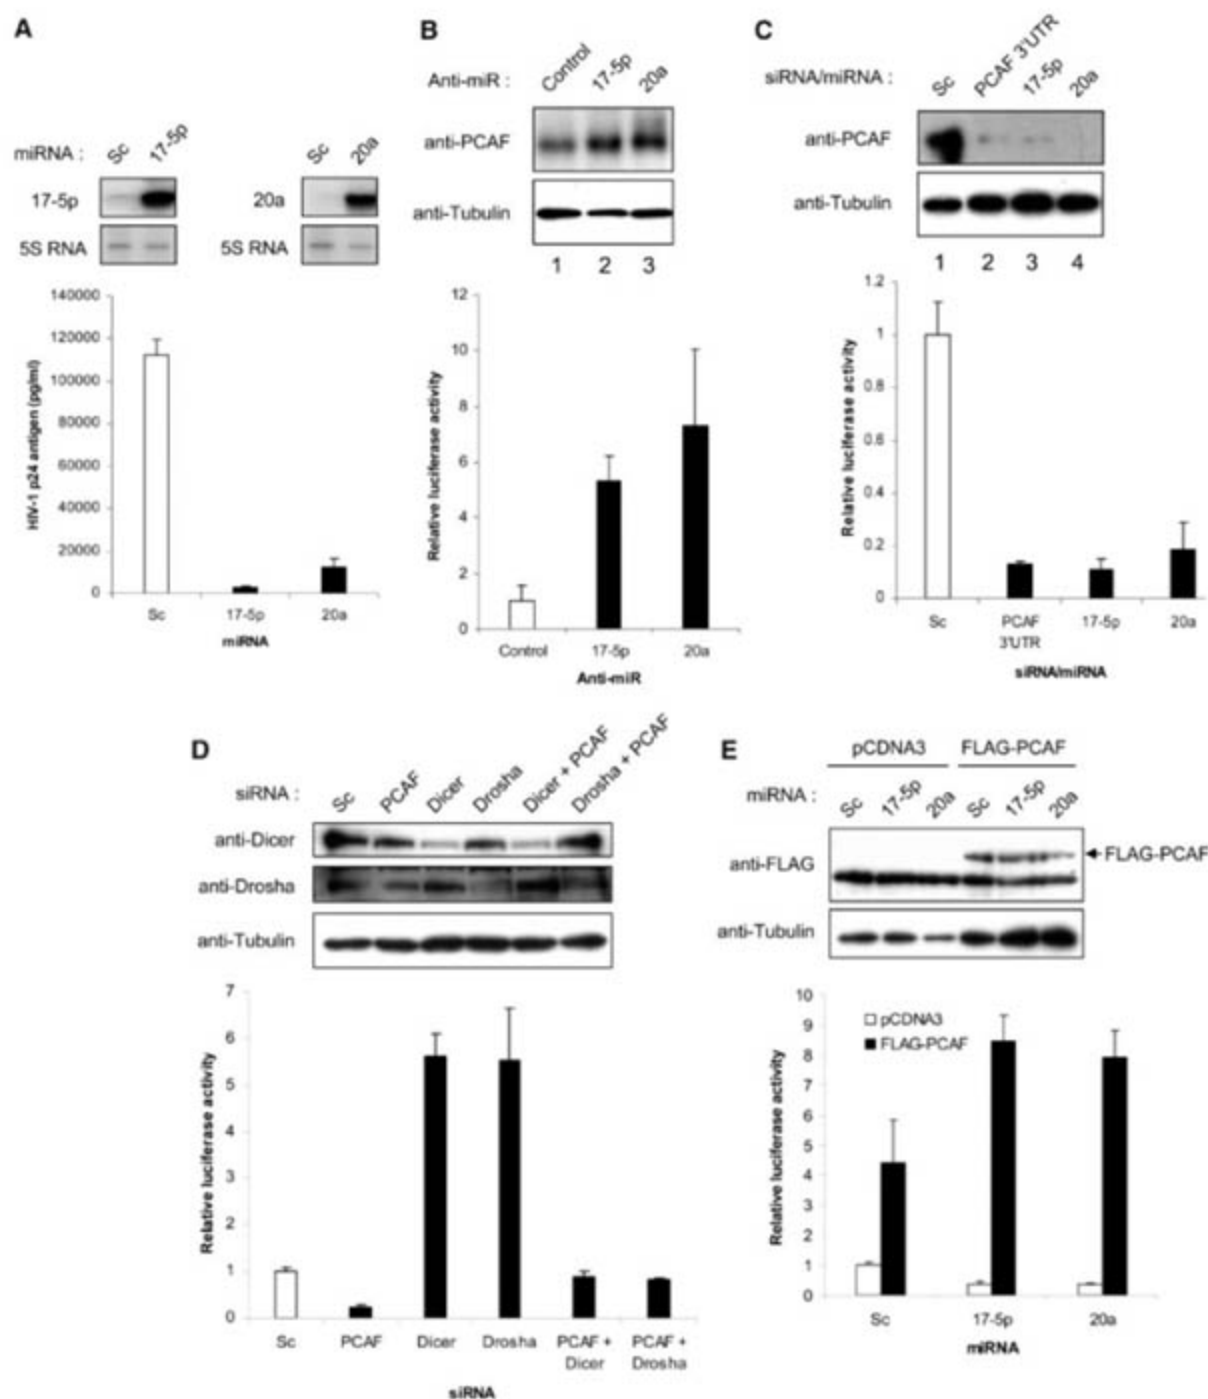 A
miRNA :
Sc
17-5p
17-5p
5S RNA
Sc
20a
20a
5S RNA
HIV-1 p24 antigen (pg/ml)
140000
120000
100000
80000
60000
40000
20000
0
Sc
17-5p
20a
miRNA
B
Anti-miR :
Control
17-5p
20a
anti-PCAF
anti-Tubulin
1 2 3
Relative luciferase activity
12
10
8
6
4
2
0
Control
17-5p
20a
Anti-miR
C
siRNA/miRNA :
Sc
PCAF 3'UTR
17-5p
20a
anti-PCAF
anti-Tubulin
1 2 3 4
Relative luciferase activity
1.2
1
0.8
0.6
0.4
0.2
0
Sc
PCAF
3'UTR
17-5p
20a
siRNA/miRNA
D
siRNA :
Sc
PCAF
Dicer
Drosha
Dicer + PCAF
Drosha + PCAF
anti-Dicer
anti-Drosha
anti-Tubulin
Relative luciferase activity
7
6
5
4
3
2
1
0
Sc
PCAF
Dicer
Drosha
PCAF +
Dicer
PCAF +
Drosha
siRNA
E
pCDNA3
FLAG-PCAF
miRNA :
Sc
17-5p
20a
Sc
17-5p
20a
anti-FLAG
FLAG-PCAF
anti-Tubulin
Relative luciferase activity
10
9
8
7
6
5
4
3
2
1
0
pCDNA3
FLAG-PCAF
Sc
17-5p
20a
miRNA